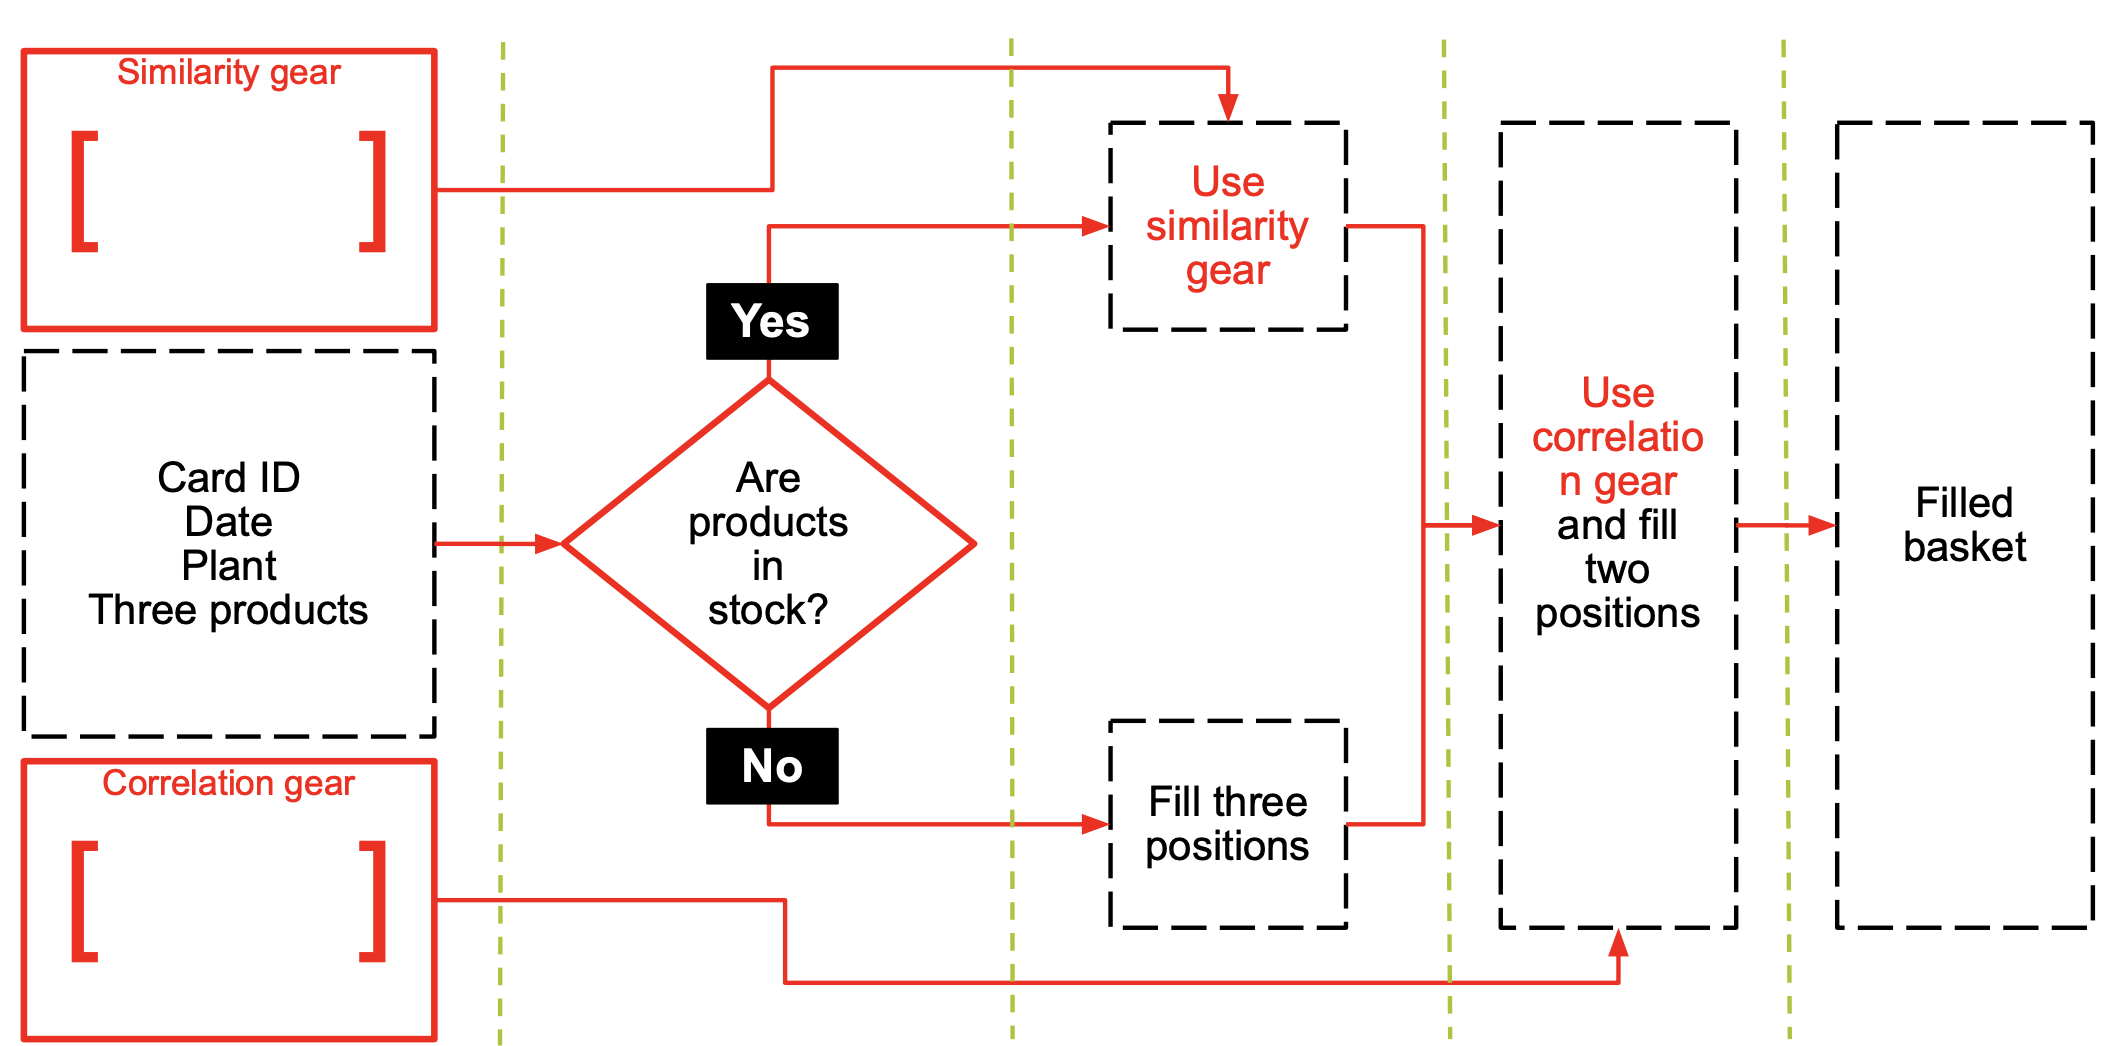 Similarity gear
[ ]
Card ID
Date
Plant
Three products
Correlation gear
[ ]
Yes
Are
products
in
stock?
No
Use
similarity
gear
Fill three
positions
Use
correlatio
n gear
and fill
two
positions
Filled
basket